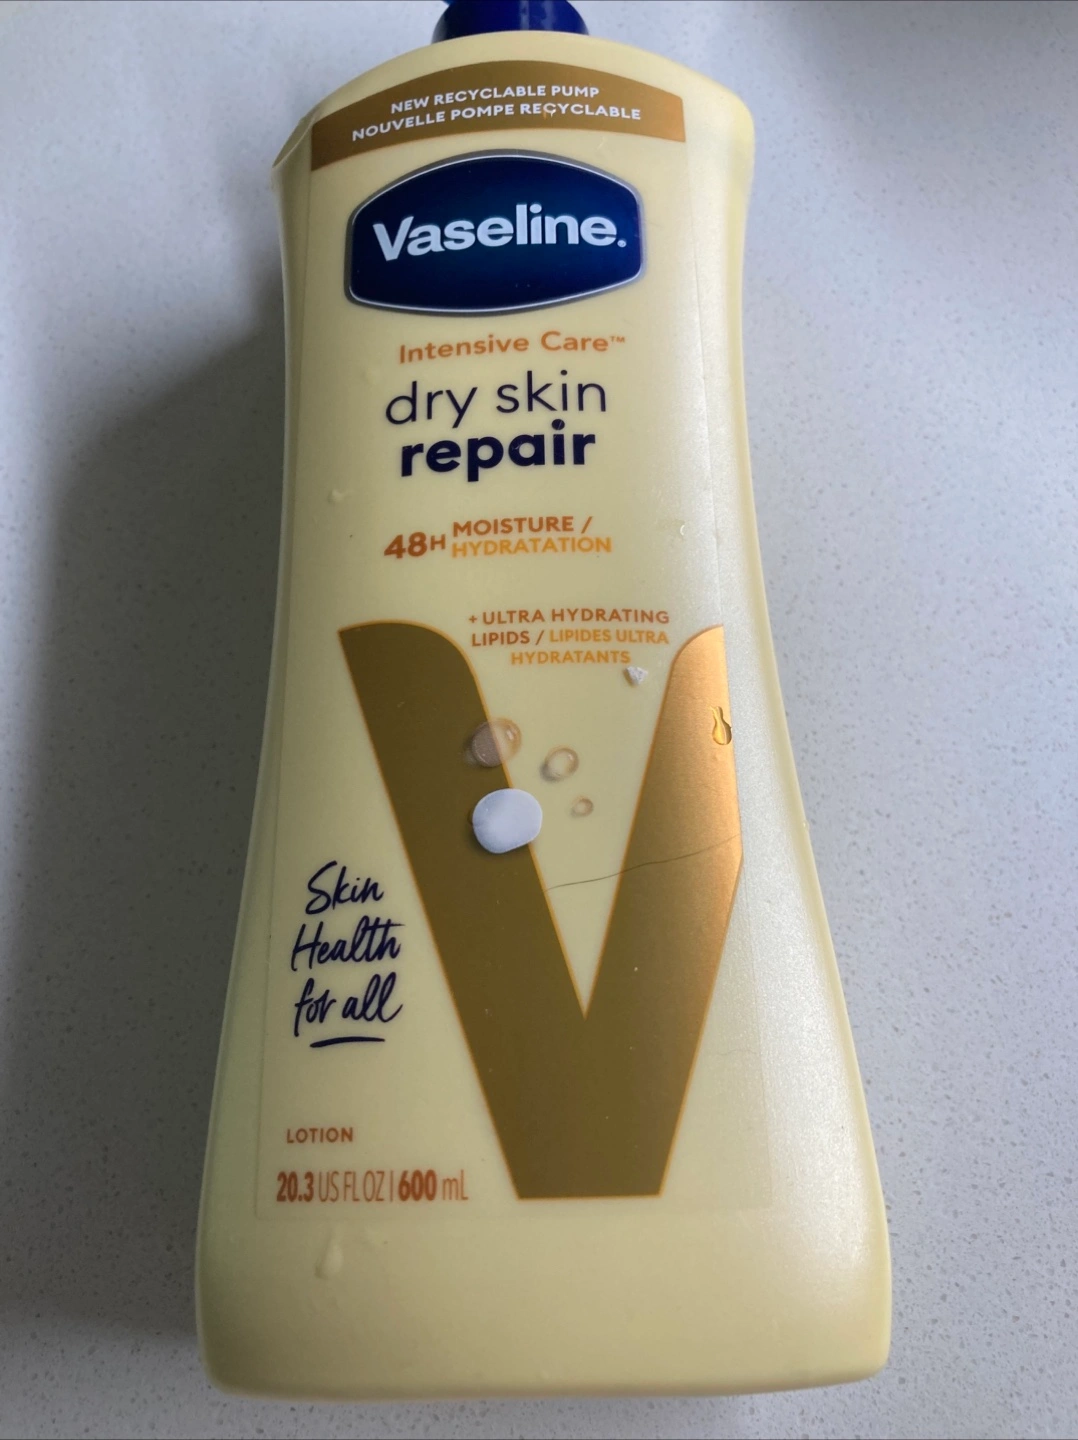 NEW RECYCLABLE PUMP
NOUVELLE POMPE RECYCLABLE
Vaseline.
Intensive Care™
dry skin
repair
48H MOISTURE /
HYDRATATION
+ ULTRA HYDRATING
LIPIDS / LIPIDES ULTRA
HYDRATANTS
Skin
Health
for all
LOTION
20.3 US FL OZ | 600 mL